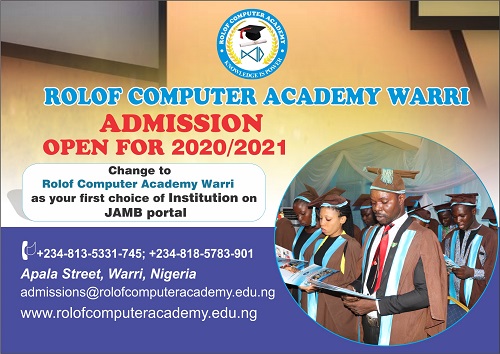 ROLOF COMPUTER ACADEMY
KNOWLEDGE IS POWER
ROLOF COMPUTER ACADEMY WARRI
ADMISSION
OPEN FOR 2020/2021
Change to
Rolof Computer Academy Warri
as your first choice of Institution on
JAMB portal
+234-813-5331-745; +234-818-5783-901
Apala Street, Warri, Nigeria
admissions@rolofcomputeracademy.edu.ng
www.rolofcomputeracademy.edu.ng